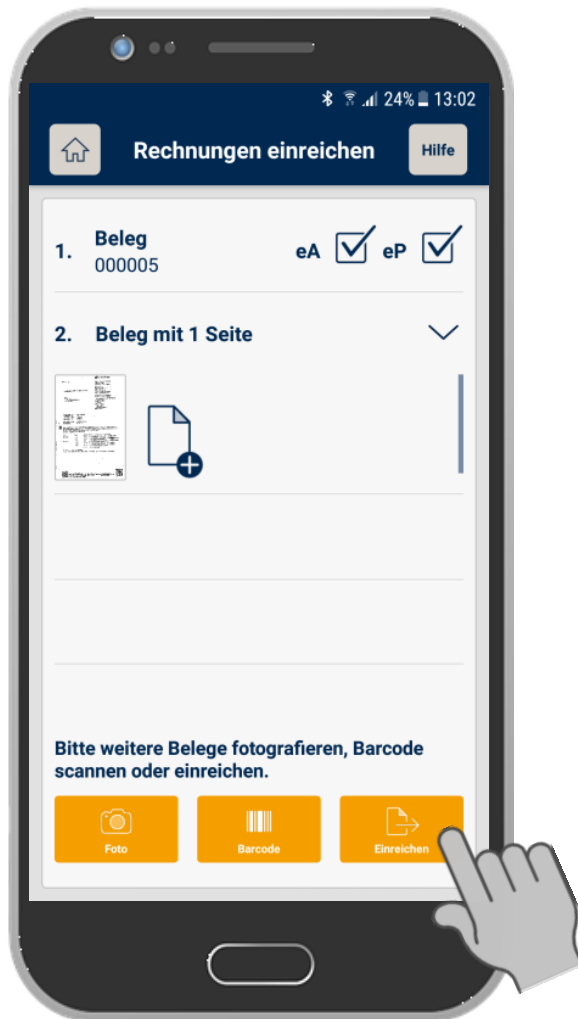 24% 13:02
Rechnungen einreichen
Hilfe
1. Beleg
000005
eA eP
2. Beleg mit 1 Seite
Bitte weitere Belege fotografieren, Barcode
scannen oder einreichen.
Foto
Barcode
Einreichen